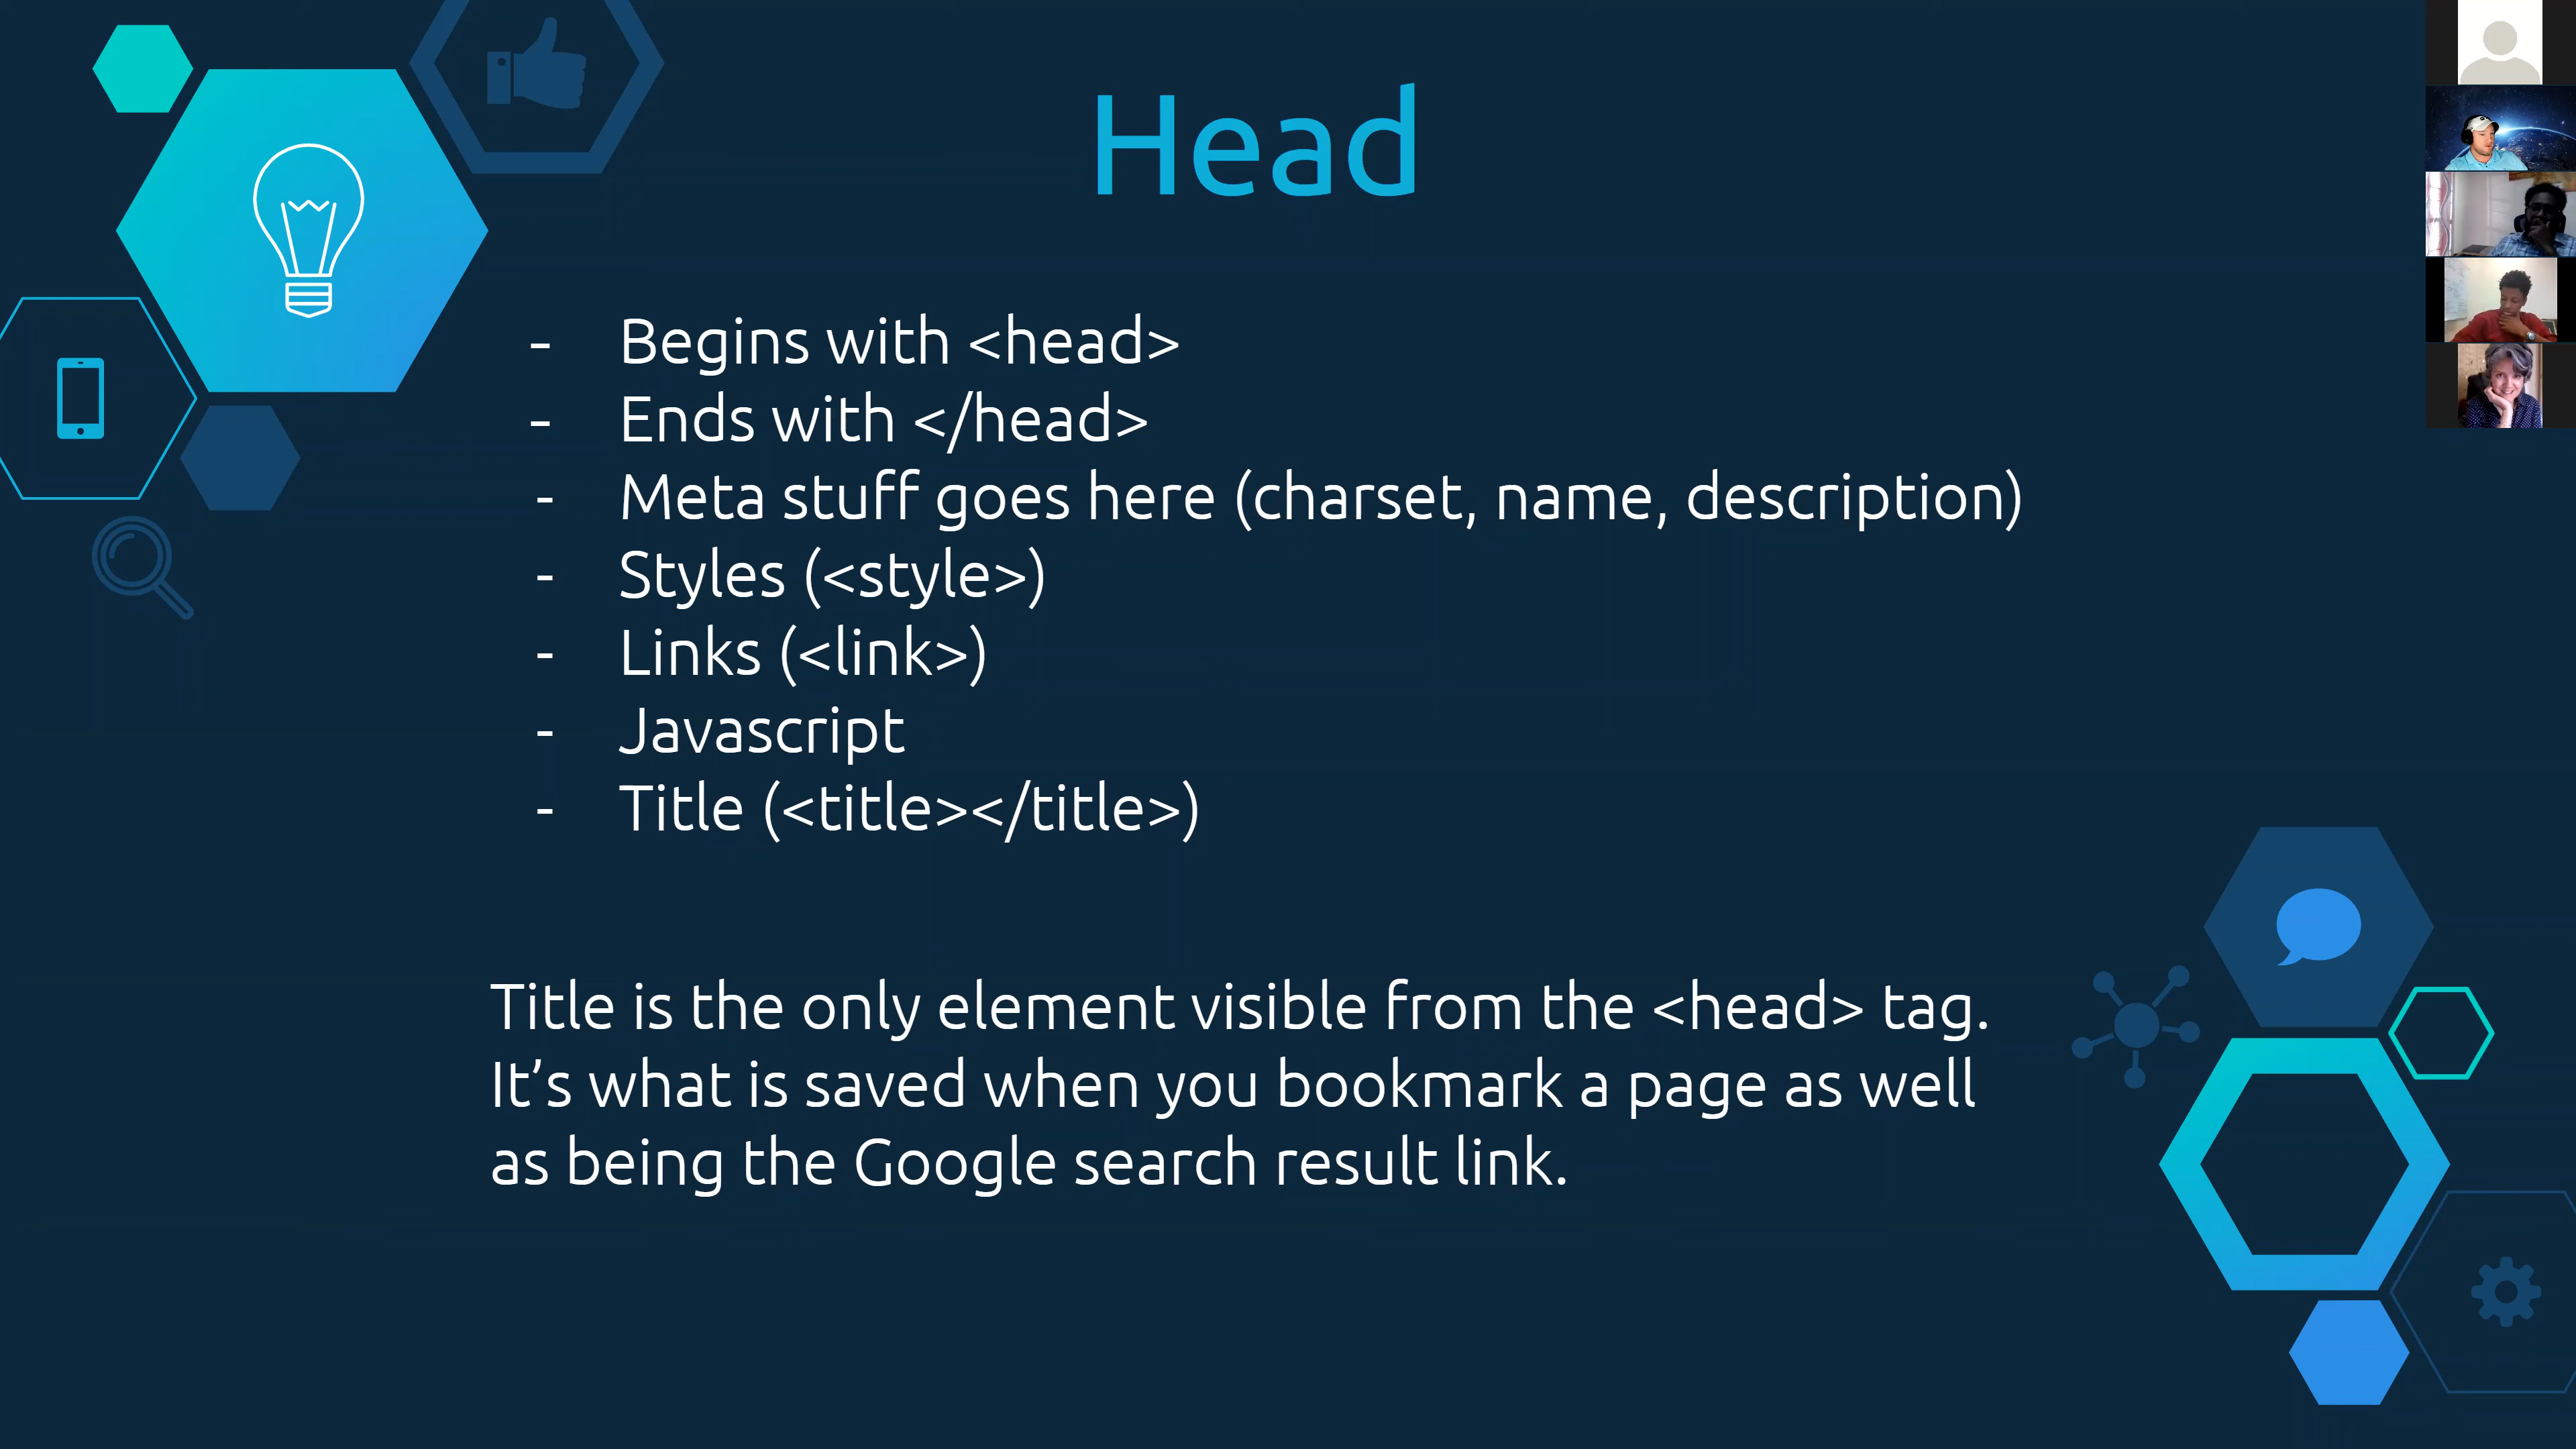 Head
- Begins with <head>
- Ends with </head>
- Meta stuff goes here (charset, name, description)
- Styles (<style>)
- Links (<link>)
- Javascript
- Title (<title></title>)
Title is the only element visible from the <head> tag.
It’s what is saved when you bookmark a page as well
as being the Google search result link.